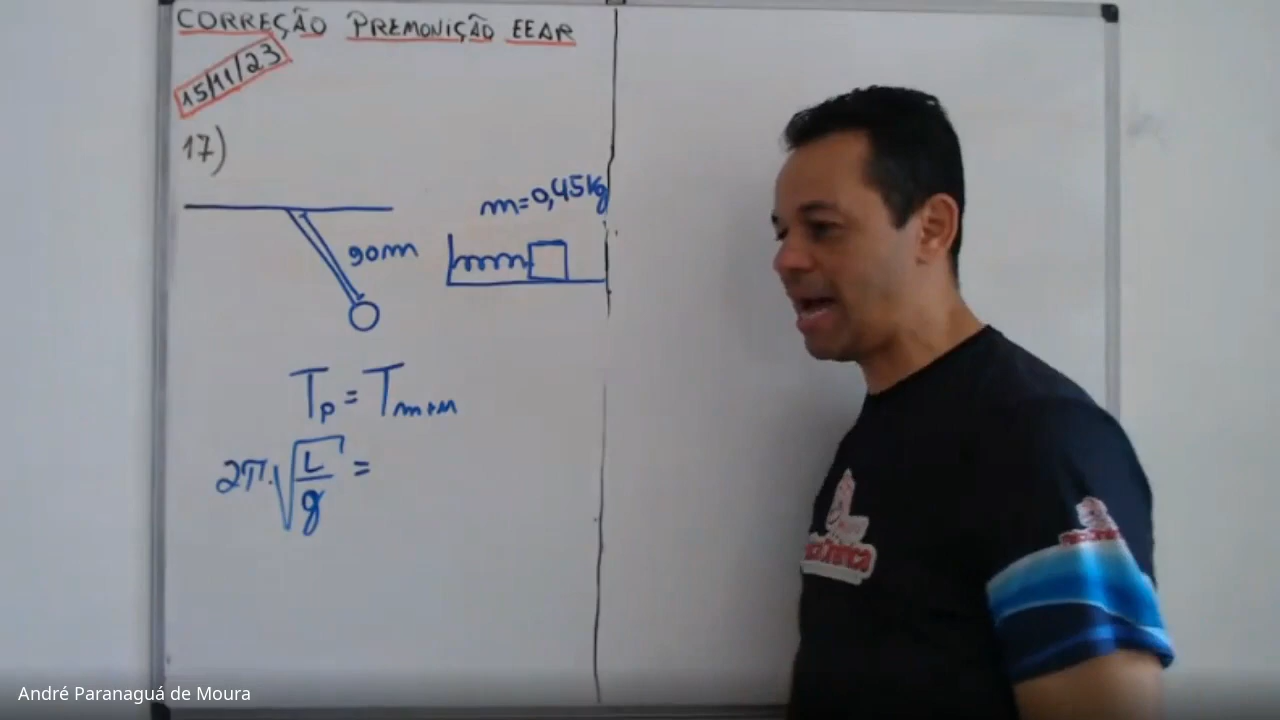 CORREÇÃO PREMONIÇÃO EEAR
15/11/23
17)
m=0,45kg
90m
Tp = Tm
2π.√L/g =
André Paranaguá de Moura